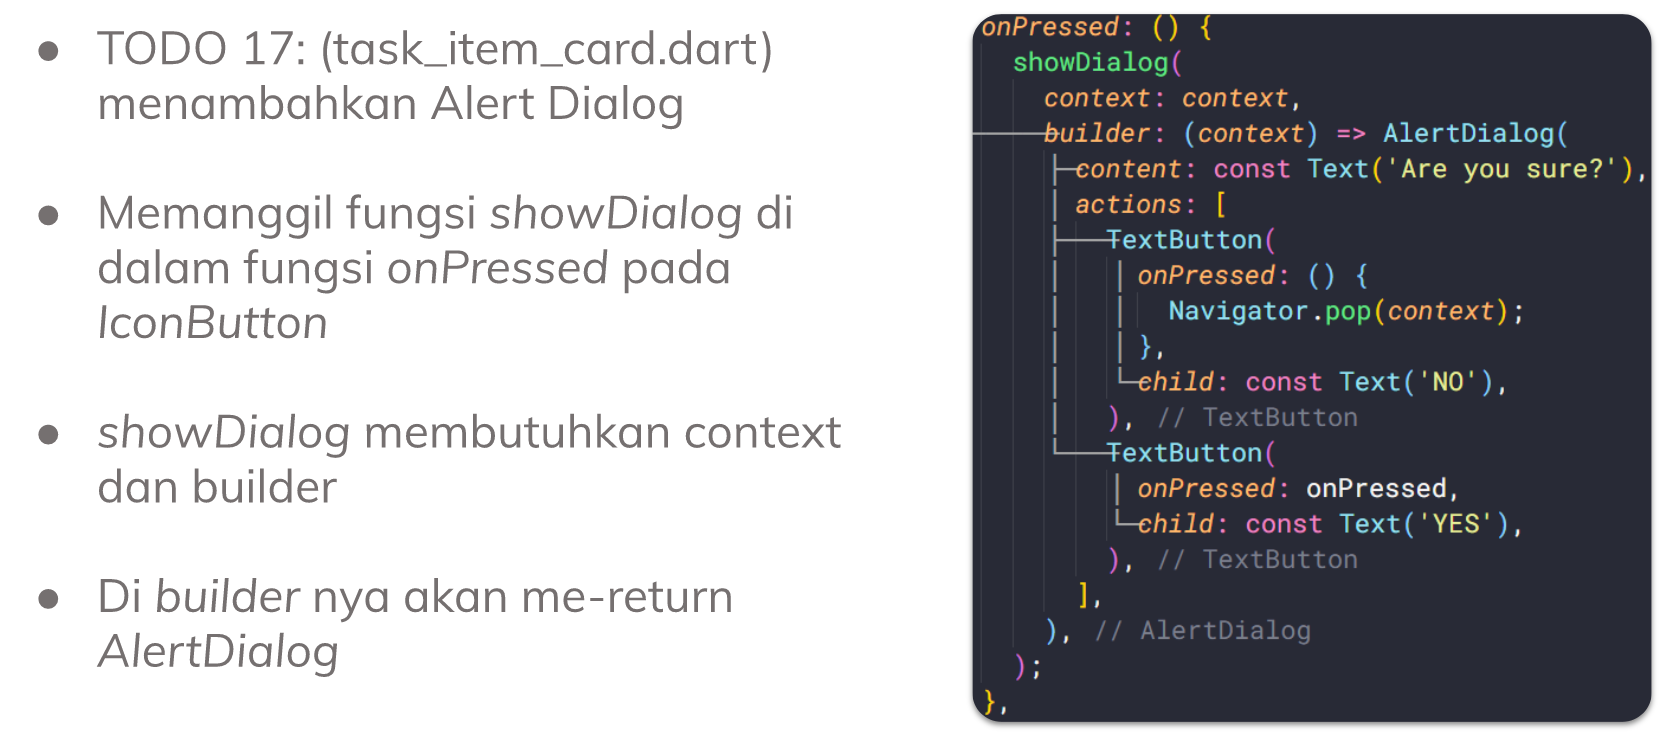 ● TODO 17: (task_item_card.dart)
menambahkan Alert Dialog
● Memanggil fungsi showDialog di
dalam fungsi onPressed pada
IconButton
● showDialog membutuhkan context
dan builder
● Di builder nya akan me-return
AlertDialog
onPressed: () {
showDialog(
context: context,
builder: (context) => AlertDialog(
content: const Text('Are you sure?'),
actions: [
TextButton(
onPressed: () {
Navigator.pop(context);
},
child: const Text('NO'),
), // TextButton
TextButton(
onPressed: onPressed,
child: const Text('YES'),
), // TextButton
],
), // AlertDialog
);
},